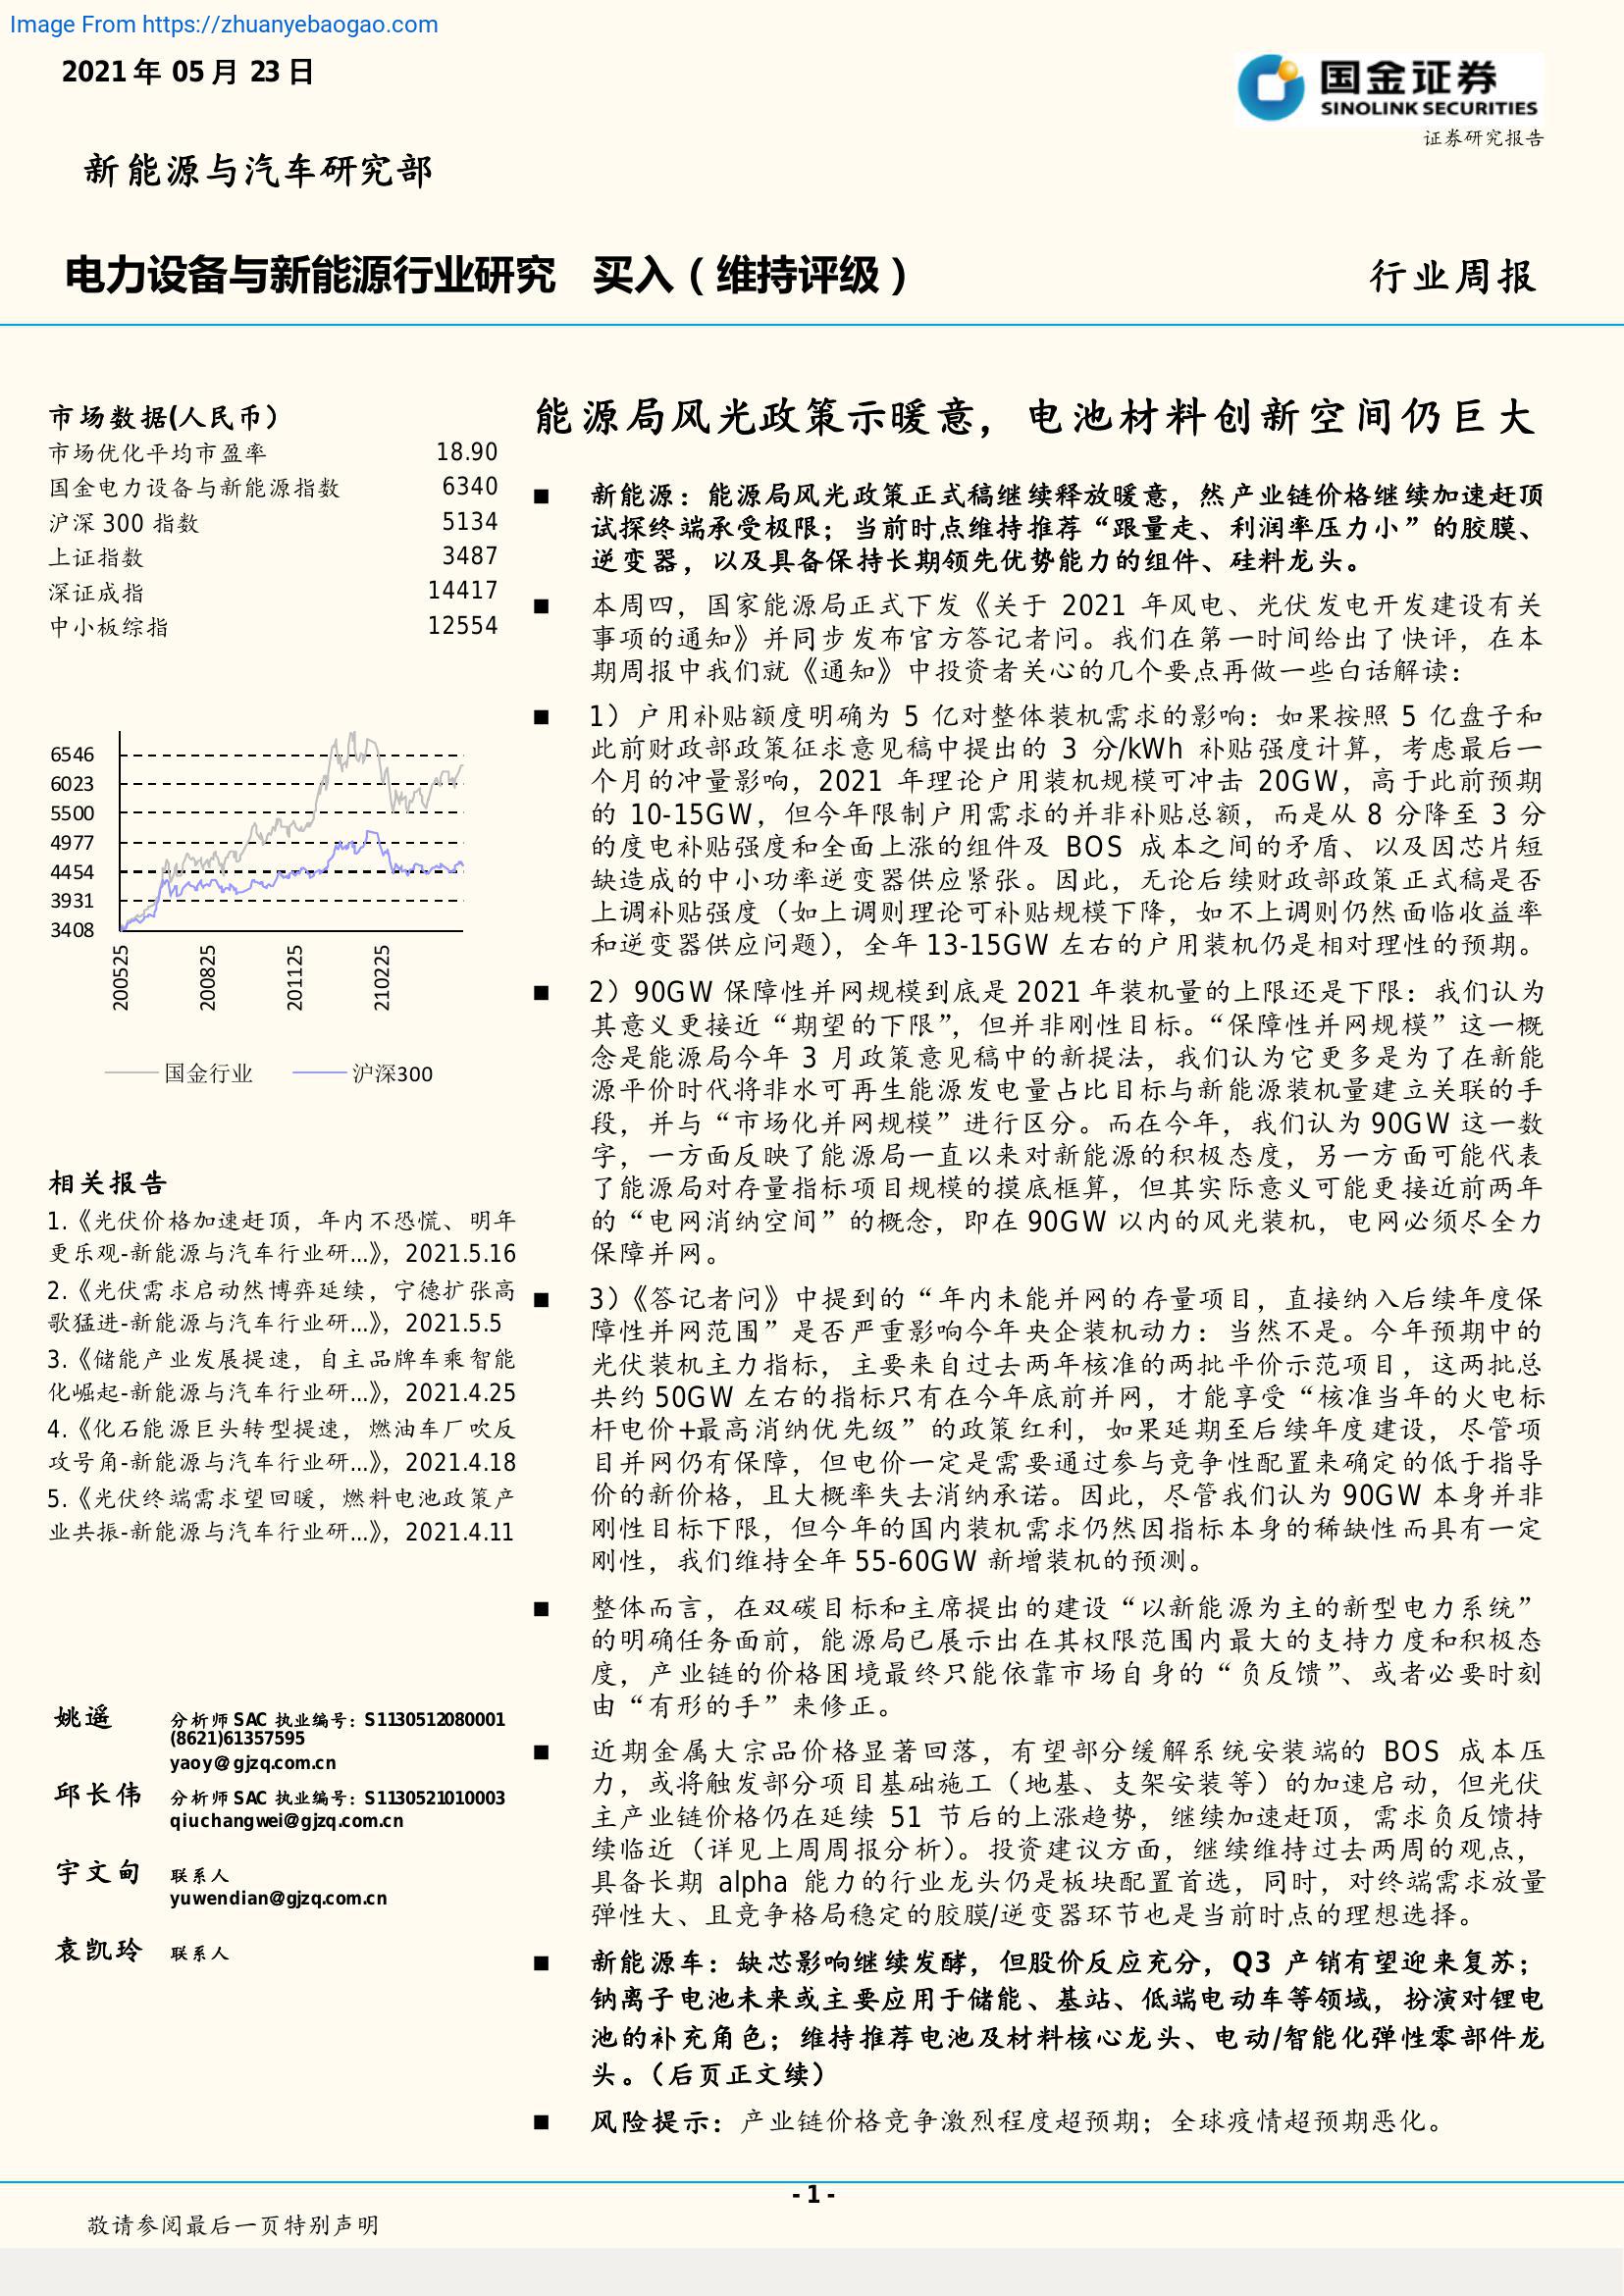 Image From https://zhuanyebaogao.com
2021 年 05 月 23 日
国金证券
SINOLINK SECURITIES
证券研究报告
新能源与汽车研究部
电力设备与新能源行业研究 买入（维持评级）
行业周报
市场数据(人民币）
市场优化平均市盈率 18.90
国金电力设备与新能源指数 6340
沪深 300 指数 5134
上证指数 3487
深证成指 14417
中小板综指 12554
6546
6023
5500
4977
4454
3931
3408
200525
200825
201125
210225
国金行业 沪深300
相关报告
1.《光伏价格加速赶顶，年内不恐慌、明年
更乐观-新能源与汽车行业研...》，2021.5.16
2.《光伏需求启动然博弈延续，宁德扩张高
歌猛进-新能源与汽车行业研...》，2021.5.5
3.《储能产业发展提速，自主品牌车乘智能
化崛起-新能源与汽车行业研...》，2021.4.25
4.《化石能源巨头转型提速，燃油车厂吹反
攻号角-新能源与汽车行业研...》，2021.4.18
5.《光伏终端需求望回暖，燃料电池政策产
业共振-新能源与汽车行业研...》，2021.4.11
姚遥 分析师 SAC 执业编号：S1130512080001
(8621)61357595
yaoy@gjzq.com.cn
邱长伟 分析师 SAC 执业编号：S1130521010003
qiuchangwei@gjzq.com.cn
宇文甸 联系人
yuwendian@gjzq.com.cn
袁凯玲 联系人
能源局风光政策示暖意，电池材料创新空间仍巨大
■ 新能源：能源局风光政策正式稿继续释放暖意，然产业链价格继续加速赶顶
试探终端承受极限；当前时点维持推荐“跟量走、利润率压力小”的胶膜、
逆变器，以及具备保持长期领先优势能力的组件、硅料龙头。
■ 本周四，国家能源局正式下发《关于 2021 年风电、光伏发电开发建设有关
事项的通知》并同步发布官方答记者问。我们在第一时间给出了快评，在本
期周报中我们就《通知》中投资者关心的几个要点再做一些白话解读：
■ 1）户用补贴额度明确为 5 亿对整体装机需求的影响：如果按照 5 亿盘子和
此前财政部政策征求意见稿中提出的 3 分/kWh 补贴强度计算，考虑最后一
个月的冲量影响，2021 年理论户用装机规模可冲击 20GW，高于此前预期
的 10-15GW，但今年限制户用需求的并非补贴总额，而是从 8 分降至 3 分
的度电补贴强度和全面上涨的组件及 BOS 成本之间的矛盾、以及因芯片短
缺造成的中小功率逆变器供应紧张。因此，无论后续财政部政策正式稿是否
上调补贴强度（如上调则理论可补贴规模下降，如不上调则仍然面临收益率
和逆变器供应问题），全年 13-15GW 左右的户用装机仍是相对理性的预期。
■ 2）90GW 保障性并网规模到底是 2021 年装机量的上限还是下限：我们认为
其意义更接近“期望的下限”，但并非刚性目标。“保障性并网规模”这一概
念是能源局今年 3 月政策意见稿中的新提法，我们认为它更多是为了在新能
源平价时代将非水可再生能源发电量占比目标与新能源装机量建立关联的手
段，并与“市场化并网规模”进行区分。而在今年，我们认为 90GW 这一数
字，一方面反映了能源局一直以来对新能源的积极态度，另一方面可能代表
了能源局对存量指标项目规模的摸底框算，但其实际意义可能更接近前两年
的“电网消纳空间”的概念，即在 90GW 以内的风光装机，电网必须尽全力
保障并网。
■ 3）《答记者问》中提到的“年内未能并网的存量项目，直接纳入后续年度保
障性并网范围”是否严重影响今年央企装机动力：当然不是。今年预期中的
光伏装机主力指标，主要来自过去两年核准的两批平价示范项目，这两批总
共约 50GW 左右的指标只有在今年底前并网，才能享受“核准当年的火电标
杆电价+最高消纳优先级”的政策红利，如果延期至后续年度建设，尽管项
目并网仍有保障，但电价一定是需要通过参与竞争性配置来确定的低于指导
价的新价格，且大概率失去消纳承诺。因此，尽管我们认为 90GW 本身并非
刚性目标下限，但今年的国内装机需求仍然因指标本身的稀缺性而具有一定
刚性，我们维持全年 55-60GW 新增装机的预测。
■ 整体而言，在双碳目标和主席提出的建设“以新能源为主的新型电力系统”
的明确任务面前，能源局已展示出在其权限范围内最大的支持力度和积极态
度，产业链的价格困境最终只能依靠市场自身的“负反馈”、或者必要时刻
由“有形的手”来修正。
■ 近期金属大宗品价格显著回落，有望部分缓解系统安装端的 BOS 成本压
力，或将触发部分项目基础施工（地基、支架安装等）的加速启动，但光伏
主产业链价格仍在延续 51 节后的上涨趋势，继续加速赶顶，需求负反馈持
续临近（详见上周周报分析）。投资建议方面，继续维持过去两周的观点，
具备长期 alpha 能力的行业龙头仍是板块配置首选，同时，对终端需求放量
弹性大、且竞争格局稳定的胶膜/逆变器环节也是当前时点的理想选择。
■ 新能源车：缺芯影响继续发酵，但股价反应充分，Q3 产销有望迎来复苏；
钠离子电池未来或主要应用于储能、基站、低端电动车等领域，扮演对锂电
池的补充角色；维持推荐电池及材料核心龙头、电动/智能化弹性零部件龙
头。（后页正文续）
■ 风险提示：产业链价格竞争激烈程度超预期；全球疫情超预期恶化。
- 1 -
敬请参阅最后一页特别声明